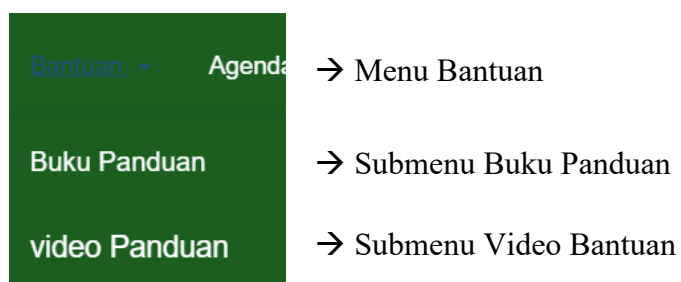 Bantuan Agenda → Menu Bantuan
Buku Panduan → Submenu Buku Panduan
video Panduan → Submenu Video Bantuan